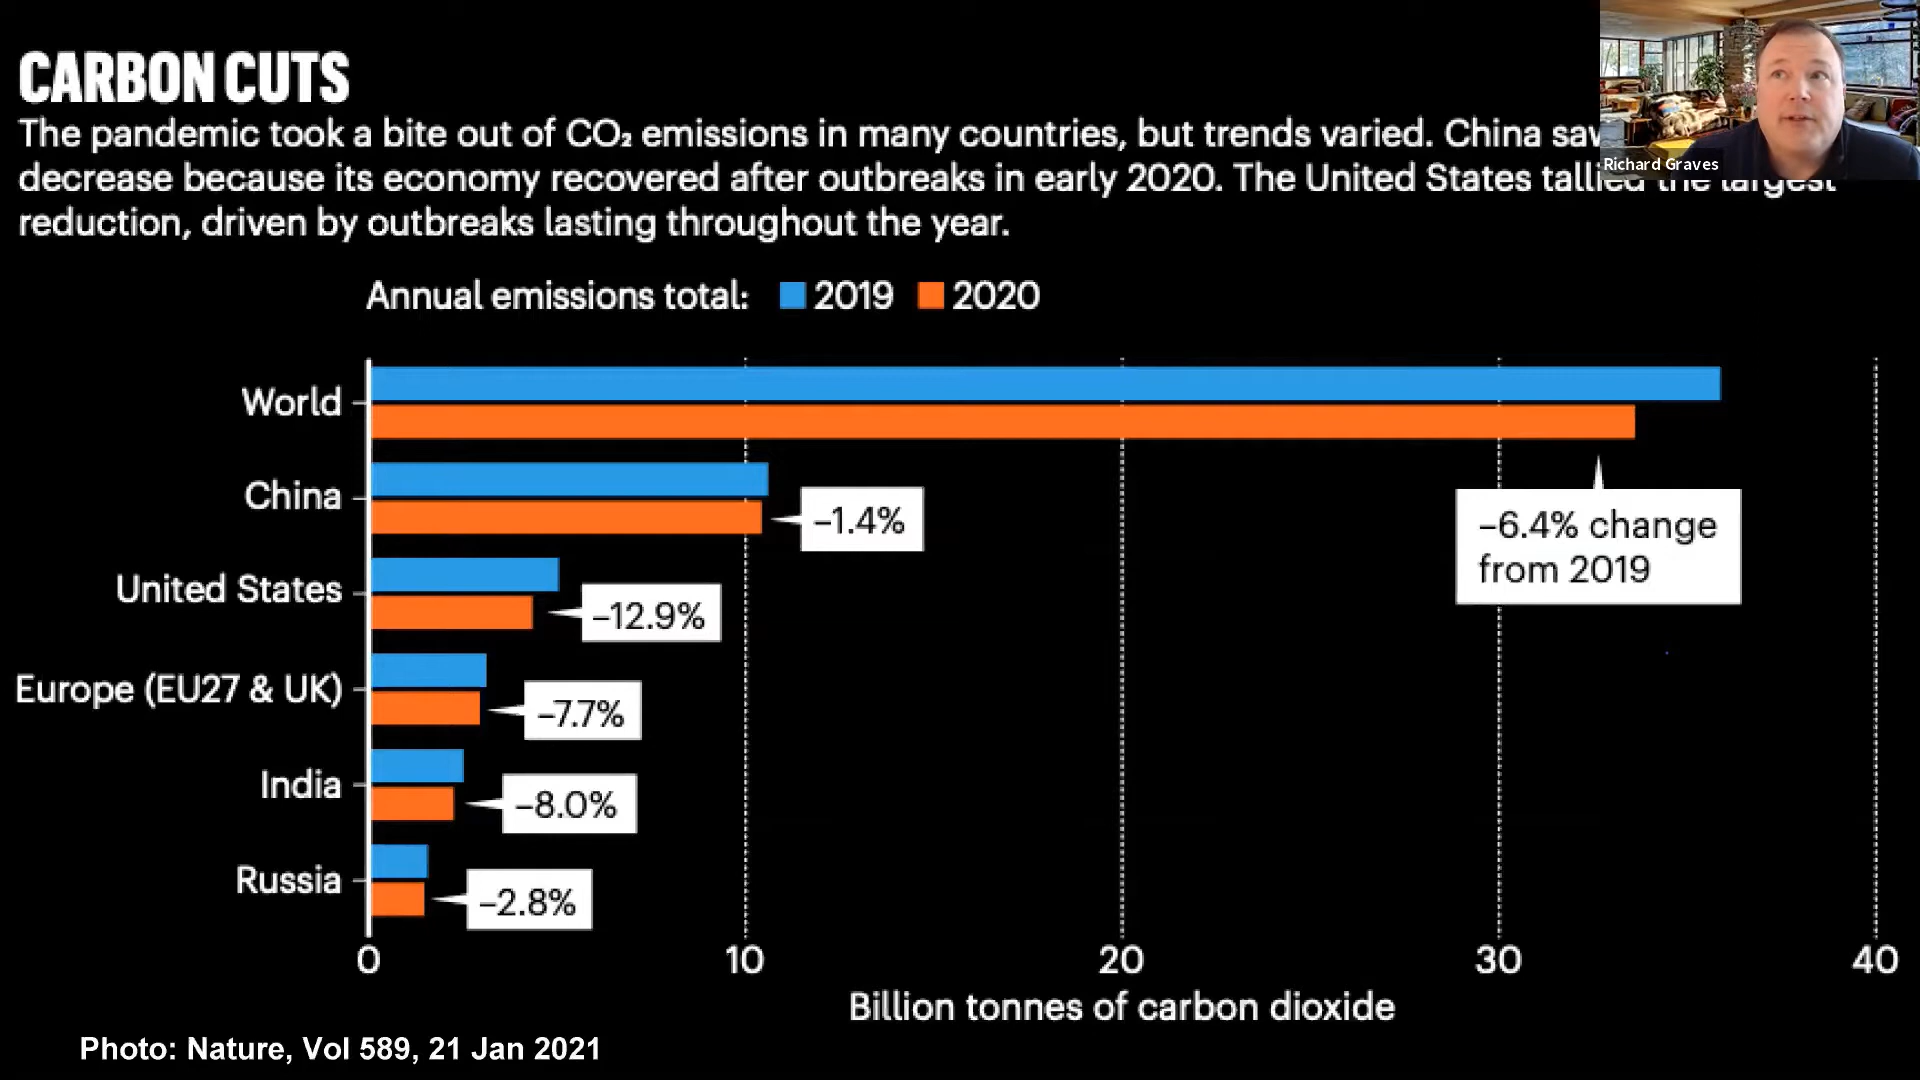 CARBON CUTS
The pandemic took a bite out of CO₂ emissions in many countries, but trends varied. China saw
decrease because its economy recovered after outbreaks in early 2020. The United States tallied the largest
reduction, driven by outbreaks lasting throughout the year.
Richard Graves
Annual emissions total: 2019 2020
World
China
–1.4%
–6.4% change
from 2019
United States
–12.9%
Europe (EU27 & UK)
–7.7%
India
–8.0%
Russia
–2.8%
0 10 20 30 40
Billion tonnes of carbon dioxide
Photo: Nature, Vol 589, 21 Jan 2021